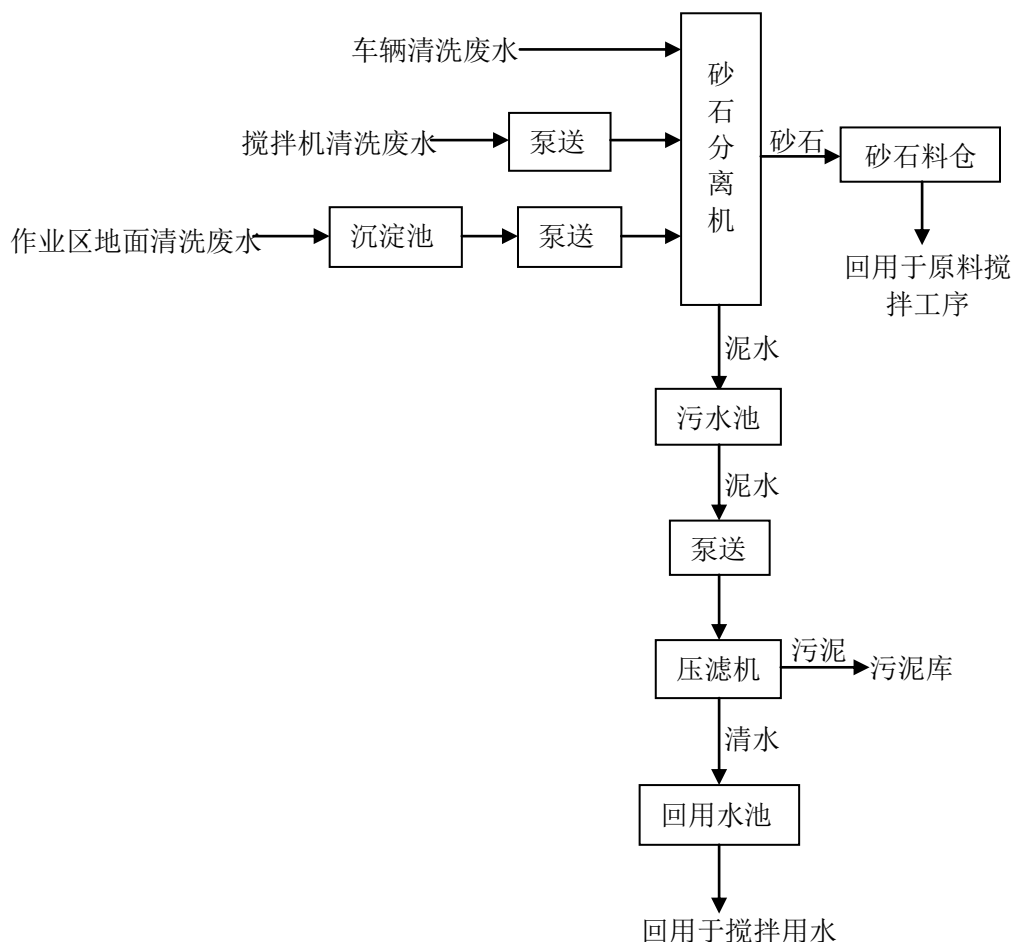 车辆清洗废水
砂石分离机
搅拌机清洗废水
泵送
砂石
砂石料仓
作业区地面清洗废水
沉淀池
泵送
回用于原料搅
拌工序
泥水
污水池
泥水
泵送
压滤机
污泥
污泥库
清水
回用水池
回用于搅拌用水